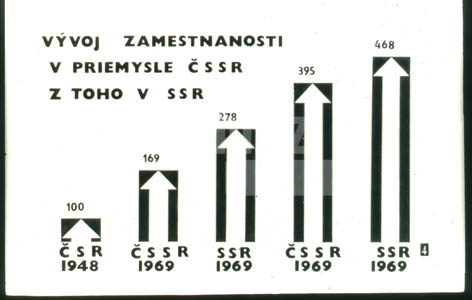 VÝVOJ ZAMESTNANOSTI
V PRIEMYSLE ČSSR
Z TOHO V SSR
100
169
278
395
468
ČSR
ČSSR
SSR
ČSSR
SSR
4
1948
1969
1969
1969
1969